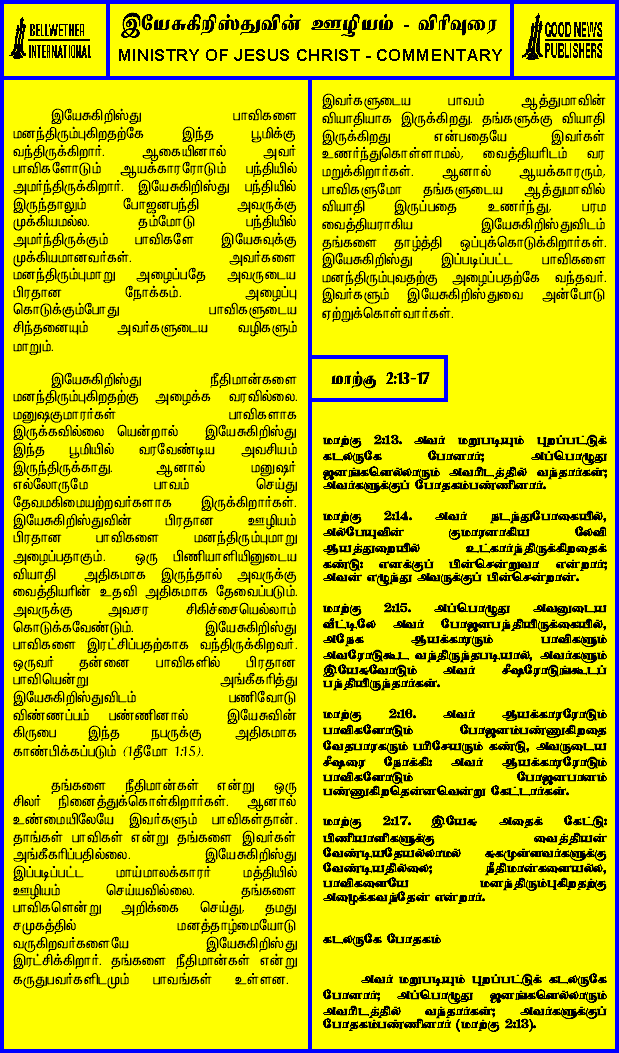 BELLWETHER
INTERNATIONAL
இயேசுகிறிஸ்துவின் ஊழியம் - விரிவுரை
MINISTRY OF JESUS CHRIST - COMMENTARY
GOOD NEWS
PUBLISHERS
இயேசுகிறிஸ்து பாவிகளை
மனந்திரும்புகிறதற்கே இந்த பூமிக்கு
வந்திருக்கிறார். ஆகையினால் அவர்
பாவிகளோடும் ஆயக்காரரோடும் பந்தியில்
அமர்ந்திருக்கிறார். இயேசுகிறிஸ்து பந்தியில்
இருந்தாலும் போஜனபந்தி அவருக்கு
முக்கியமல்ல. தம்மோடு பந்தியில்
அமர்ந்திருக்கும் பாவிகளே இயேசுவுக்கு
முக்கியமானவர்கள். அவர்களை
மனந்திரும்புமாறு அழைப்பதே அவருடைய
பிரதான நோக்கம். அழைப்பு
கொடுக்கும்போது பாவிகளுடைய
சிந்தனையும் அவர்களுடைய வழிகளும்
மாறும்.
இயேசுகிறிஸ்து நீதிமான்களை
மனந்திரும்புகிறதற்கு அழைக்க வரவில்லை.
மனுஷகுமாரர்கள் பாவிகளாக
இருக்கவில்லை யென்றால் இயேசுகிறிஸ்து
இந்த பூமியில் வரவேண்டிய அவசியம்
இருந்திருக்காது. ஆனால் மனுஷர்
எல்லோருமே பாவம் செய்து
தேவமகிமையற்றவர்களாக இருக்கிறார்கள்.
இயேசுகிறிஸ்துவின் பிரதான ஊழியம்
பிரதான பாவிகளை மனந்திரும்புமாறு
அழைப்பதாகும். ஒரு பிணியாளியினுடைய
வியாதி அதிகமாக இருந்தால் அவருக்கு
வைத்தியரின் உதவி அதிகமாக தேவைப்படும்.
அவருக்கு அவசர சிகிச்சையெல்லாம்
கொடுக்கவேண்டும். இயேசுகிறிஸ்து
பாவிகளை இரட்சிப்பதற்காக வந்திருக்கிறவர்.
ஒருவர் தன்னை பாவிகளில் பிரதான
பாவியென்று அங்கீகரித்து
இயேசுகிறிஸ்துவிடம் பணிவோடு
விண்ணப்பம் பண்ணினால் இயேசுவின்
கிருபை இந்த நபருக்கு அதிகமாக
காண்பிக்கப்படும் (1தீமோ 1:15).
தங்களை நீதிமான்கள் என்று ஒரு
சிலர் நினைத்துக்கொள்கிறார்கள். ஆனால்
உண்மையிலேயே இவர்களும் பாவிகள்தான்.
தாங்கள் பாவிகள் என்று தங்களை இவர்கள்
அங்கீகரிப்பதில்லை. இயேசுகிறிஸ்து
இப்படிப்பட்ட மாய்மாலக்காரர் மத்தியில்
ஊழியம் செய்யவில்லை. தங்களை
பாவிகளென்று அறிக்கை செய்து, தமது
சமுகத்தில் மனத்தாழ்மையோடு
வருகிறவர்களையே இயேசுகிறிஸ்து
இரட்சிக்கிறார். தங்களை நீதிமான்கள் என்று
கருதுபவர்களிடமும் பாவங்கள் உள்ளன.
இவர்களுடைய பாவம் ஆத்துமாவின்
வியாதியாக இருக்கிறது. தங்களுக்கு வியாதி
இருக்கிறது என்பதையே இவர்கள்
உணர்ந்துகொள்ளாமல், வைத்தியரிடம் வர
மறுக்கிறார்கள். ஆனால் ஆயக்காரரும்,
பாவிகளுமோ தங்களுடைய ஆத்துமாவில்
வியாதி இருப்பதை உணர்ந்து, பரம
வைத்தியராகிய இயேசுகிறிஸ்துவிடம்
தங்களை தாழ்த்தி ஒப்புக்கொடுக்கிறார்கள்.
இயேசுகிறிஸ்து இப்படிப்பட்ட பாவிகளை
மனந்திரும்புவதற்கு அழைப்பதற்கே வந்தவர்.
இவர்களும் இயேசுகிறிஸ்துவை அன்போடு
ஏற்றுக்கொள்வார்கள்.
மாற்கு 2:13-17
மாற்கு 2:13. அவர் மறுபடியும் புறப்பட்டுக்
கடலருகே போனார்; அப்பொழுது
ஜனங்களெல்லாரும் அவரிடத்தில் வந்தார்கள்;
அவர்களுக்குப் போதகம்பண்ணினார்.
மாற்கு 2:14. அவர் நடந்துபோகையில்,
அல்பேயுவின் குமாரனாகிய லேவி
ஆயத்துறையில் உட்கார்ந்திருக்கிறதைக்
கண்டு: எனக்குப் பின்சென்றுவா என்றார்;
அவன் எழுந்து அவருக்குப் பின்சென்றான்.
மாற்கு 2:15. அப்பொழுது அவனுடைய
வீட்டிலே அவர் போஜனபந்தியிருக்கையில்,
அநேக ஆயக்காரரும் பாவிகளும்
அவரோடுகூட வந்திருந்தபடியால், அவர்களும்
இயேசுவோடும் அவர் சீஷரோடுங்கூடப்
பந்தியிருந்தார்கள்.
மாற்கு 2:16. அவர் ஆயக்காரரோடும்
பாவிகளோடும் போஜனம்பண்ணுகிறதை
வேதபாரகரும் பரிசேயரும் கண்டு, அவருடைய
சீஷரை நோக்கி: அவர் ஆயக்காரரோடும்
பாவிகளோடும் போஜனபானம்
பண்ணுகிறதென்னவென்று கேட்டார்கள்.
மாற்கு 2:17. இயேசு அதைக் கேட்டு:
பிணியாளிகளுக்கு வைத்தியன்
வேண்டியதேயல்லாமல் சுகமுள்ளவர்களுக்கு
வேண்டியதில்லை; நீதிமான்களையல்ல,
பாவிகளையே மனந்திரும்புகிறதற்கு
அழைக்கவந்தேன் என்றார்.
கடலருகே போதகம்
அவர் மறுபடியும் புறப்பட்டுக் கடலருகே
போனார்; அப்பொழுது ஜனங்களெல்லாரும்
அவரிடத்தில் வந்தார்கள்; அவர்களுக்குப்
போதகம்பண்ணினார் (மாற்கு 2:13).